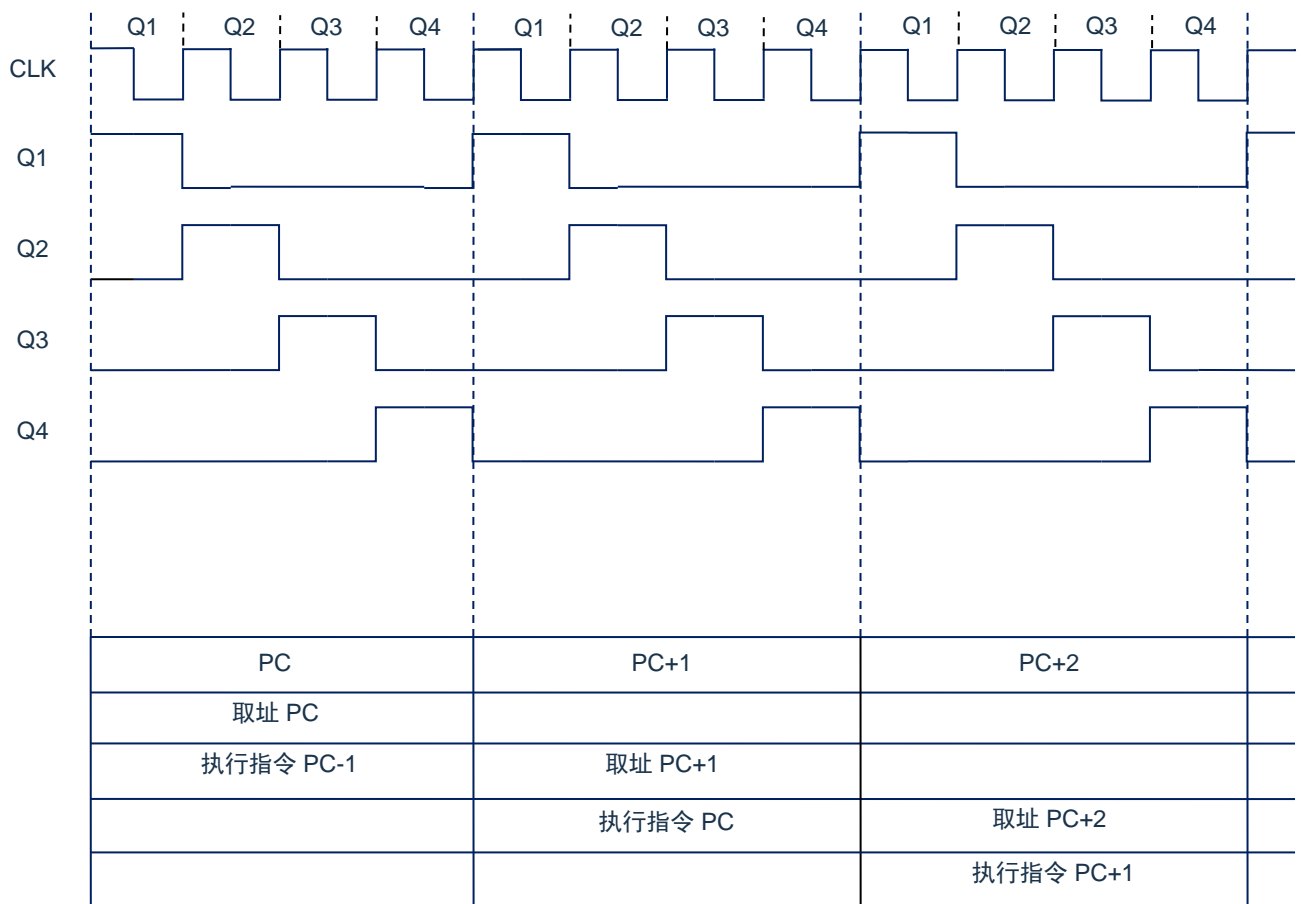 Q1 Q2 Q3 Q4 Q1 Q2 Q3 Q4 Q1 Q2 Q3 Q4
CLK
Q1
Q2
Q3
Q4
PC PC+1 PC+2
取址 PC
执行指令 PC-1 取址 PC+1
执行指令 PC 取址 PC+2
执行指令 PC+1